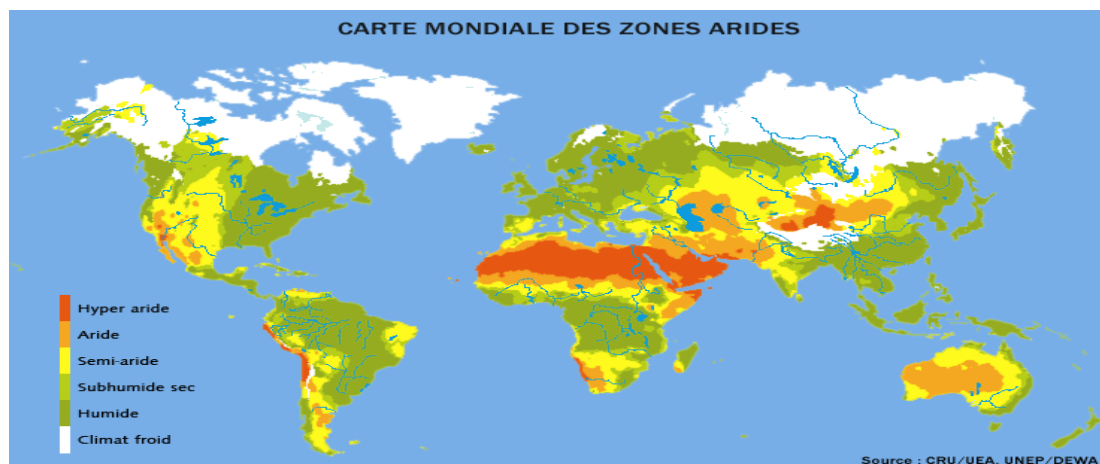 CARTE MONDIALE DES ZONES ARIDES
Hyper aride
Aride
Semi-aride
Subhumide sec
Humide
Climat froid
Source : CRU/UEA, UNEP/DEWA